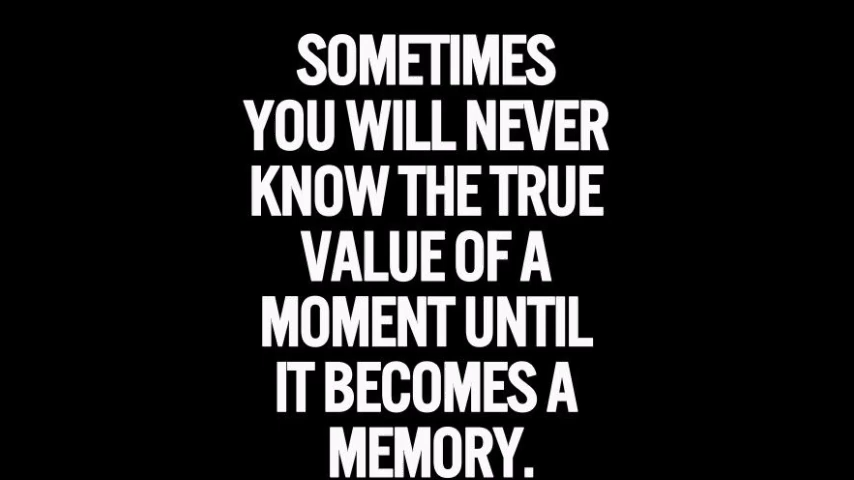 SOMETIMES
YOU WILL NEVER
KNOW THE TRUE
VALUE OF A
MOMENT UNTIL
IT BECOMES A
MEMORY.